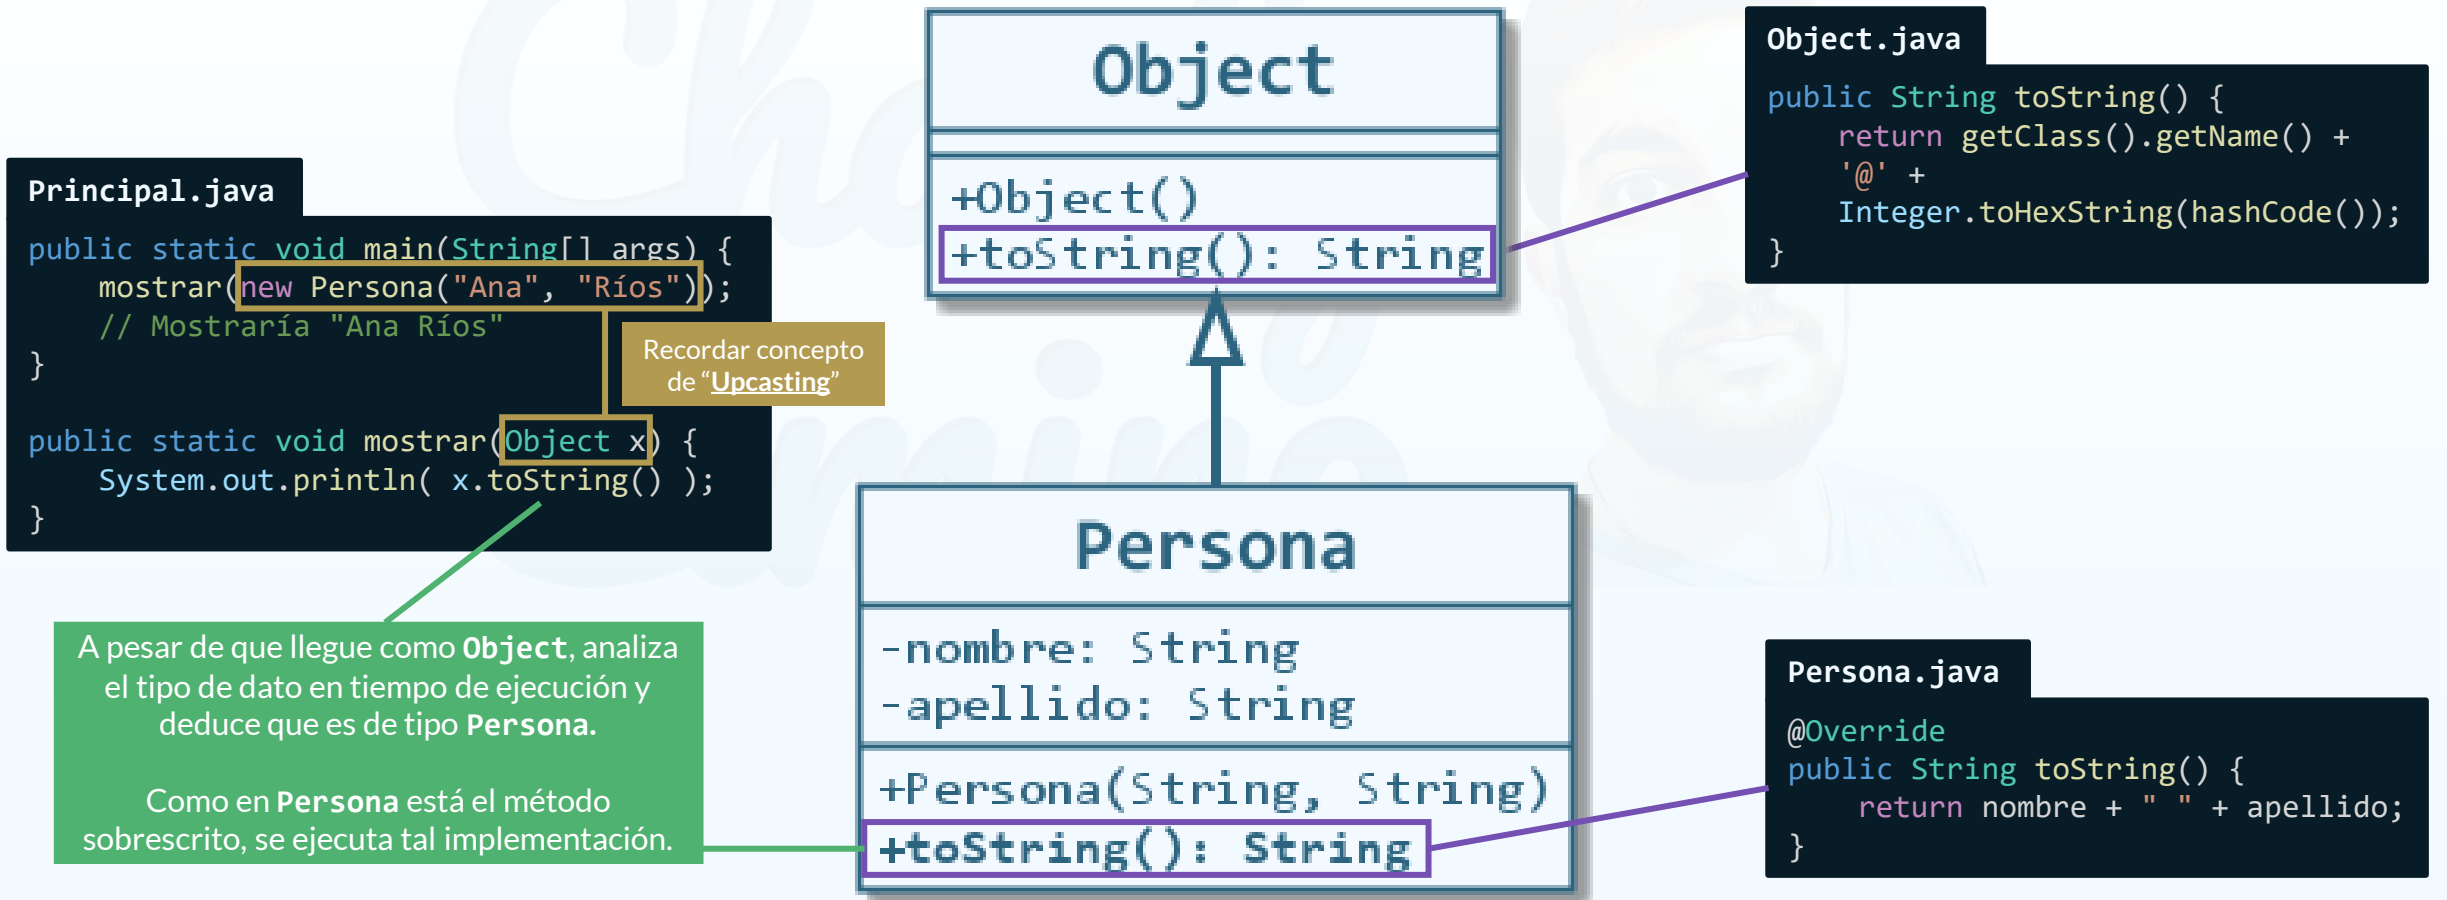 Principal.java
public static void main(String[] args) {
mostrar(new Persona("Ana", "Ríos"));
// Mostraría "Ana Ríos"
}
Recordar concepto
de “Upcasting”
public static void mostrar(Object x) {
System.out.println( x.toString() );
}
A pesar de que llegue como Object, analiza
el tipo de dato en tiempo de ejecución y
deduce que es de tipo Persona.
Como en Persona está el método
sobrescrito, se ejecuta tal implementación.
Object
+Object()
+toString(): String
Persona
-nombre: String
-apellido: String
+Persona(String, String)
+toString(): String
Object.java
public String toString() {
return getClass().getName() +
'@' +
Integer.toHexString(hashCode());
}
Persona.java
@Override
public String toString() {
return nombre + " " + apellido;
}